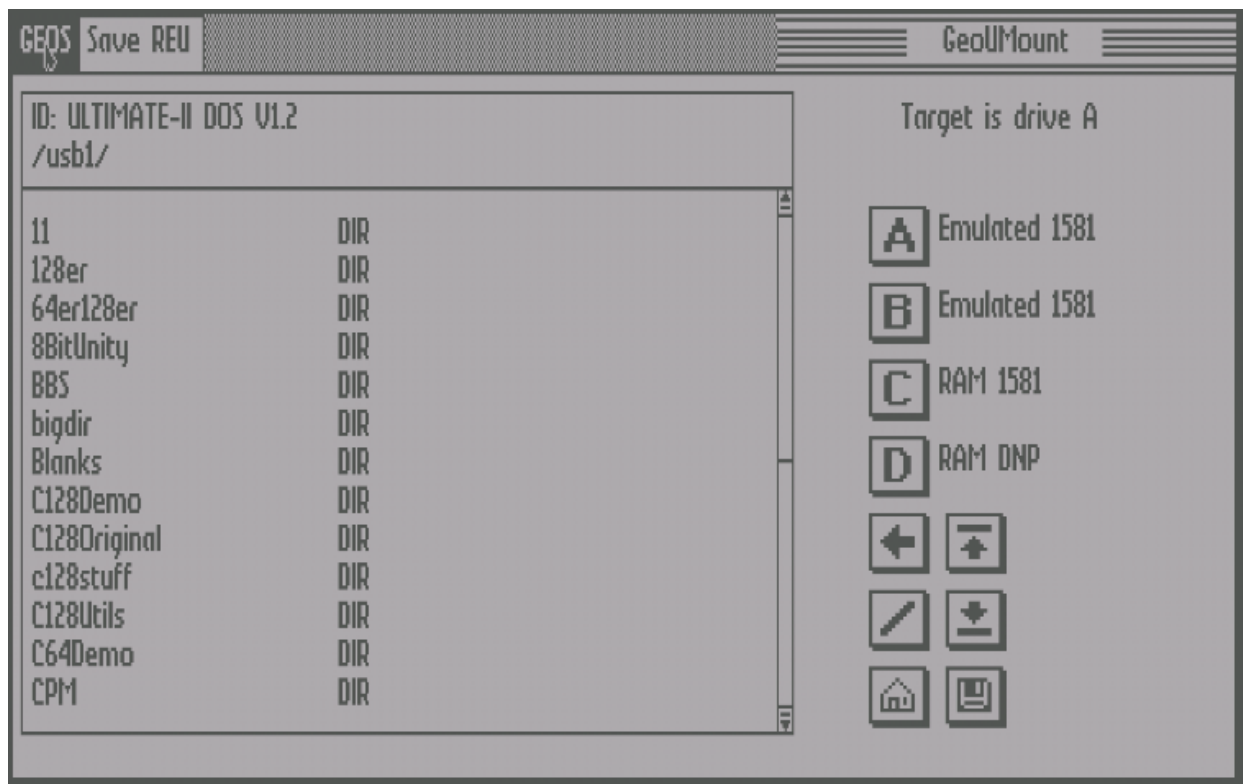 GEOS Save REU GeoUMount
ID: ULTIMATE-II DOS V1.2
/usb1/
11 DIR
128er DIR
64er128er DIR
8BitUnity DIR
BBS DIR
bigdir DIR
Blanks DIR
C128Demo DIR
C128Original DIR
c128stuff DIR
C128Utils DIR
C64Demo DIR
CPM DIR
Target is drive A
A Emulated 1581
B Emulated 1581
C RAM 1581
D RAM DNP